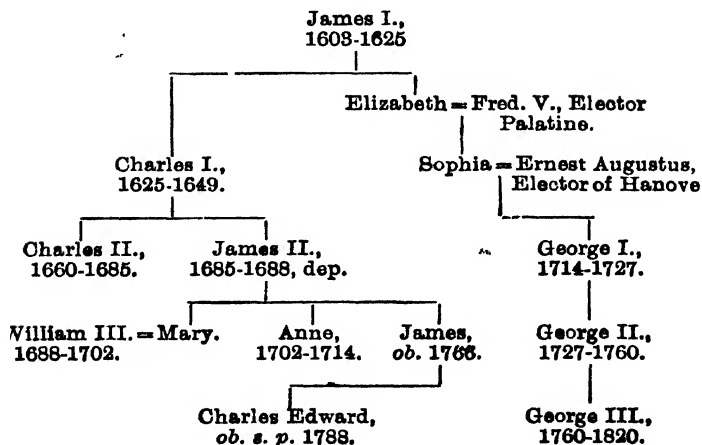 James I.,
1603-1625
Elizabeth = Fred. V., Elector
Palatine.
Charles I.,
1625-1649.
Sophia = Ernest Augustus,
Elector of Hanove
Charles II.,
1660-1685.
James II.,
1685-1688, dep.
George I.,
1714-1727.
William III. = Mary.
1688-1702.
Anne,
1702-1714.
James,
ob. 1766.
George II.,
1727-1760.
Charles Edward,
ob. s. p. 1788.
George III.,
1760-1820.